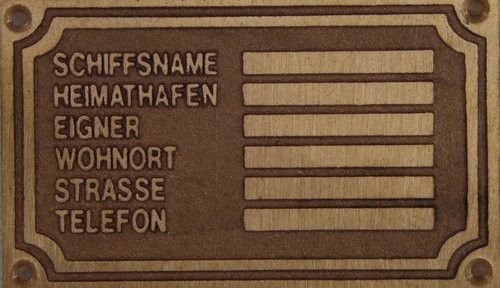 SCHIFFSNAME
HEIMATHAFEN
EIGNER
WOHNORT
STRASSE
TELEFON